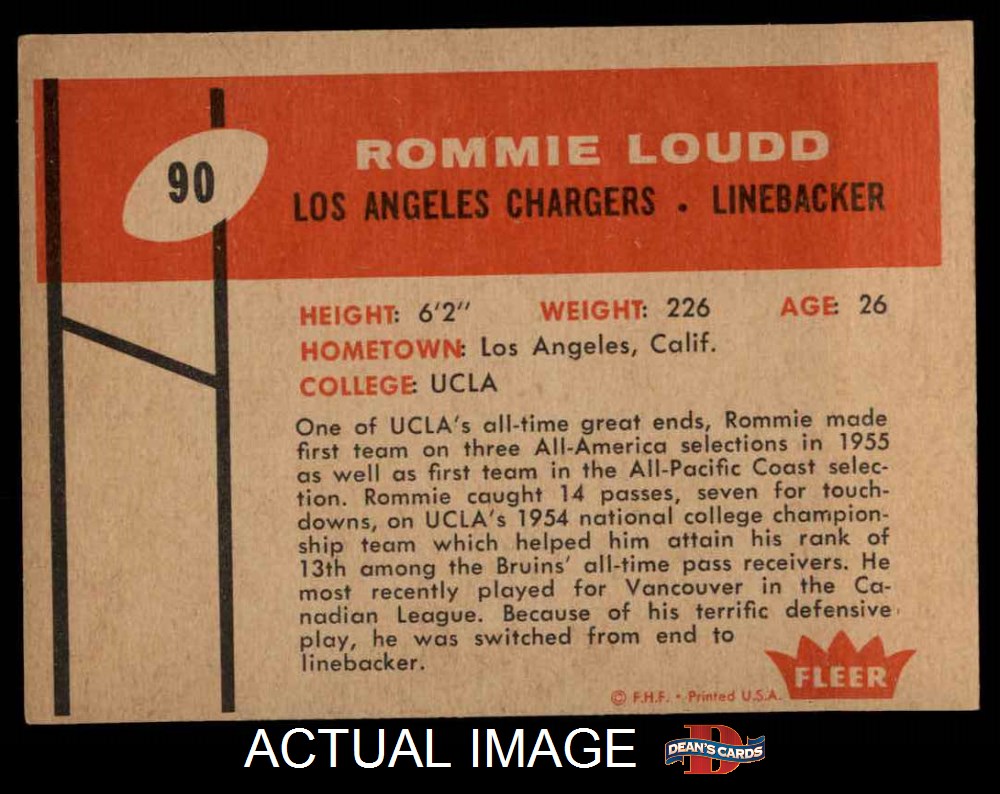 90
ROMMIE LOUDD
LOS ANGELES CHARGERS . LINEBACKER
HEIGHT: 6'2" WEIGHT: 226 AGE: 26
HOMETOWN: Los Angeles, Calif.
COLLEGE: UCLA
One of UCLA's all-time great ends, Rommie made
first team on three All-America selections in 1955
as well as first team in the All-Pacific Coast selec-
tion. Rommie caught 14 passes, seven for touch-
downs, on UCLA's 1954 national college champion-
ship team which helped him attain his rank of
13th among the Bruins' all-time pass receivers. He
most recently played for Vancouver in the Ca-
nadian League. Because of his terrific defensive
play, he was switched from end to
linebacker.
FLEER
© F.H.F. • Printed U.S.A.
ACTUAL IMAGE
D
DEAN'S CARDS